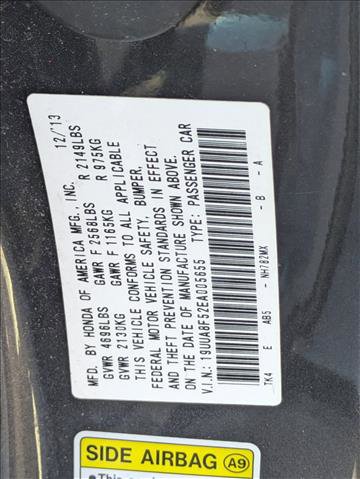 MFD. BY HONDA OF AMERICA MFG., INC. 12/'13
GVWR 4696LBS GAWR F 2568LBS R 2149LBS
GVWR 2130KG GAWR F 1165KG R 975KG
THIS VEHICLE CONFORMS TO ALL APPLICABLE
FEDERAL MOTOR VEHICLE SAFETY, BUMPER,
AND THEFT PREVENTION STANDARDS IN EFFECT
ON THE DATE OF MANUFACTURE SHOWN ABOVE.
V.I.N.: 19UUA8F52EA005655 TYPE: PASSENGER CAR
TK4 E AB5 - NH782MX - B - A
SIDE AIRBAG A9